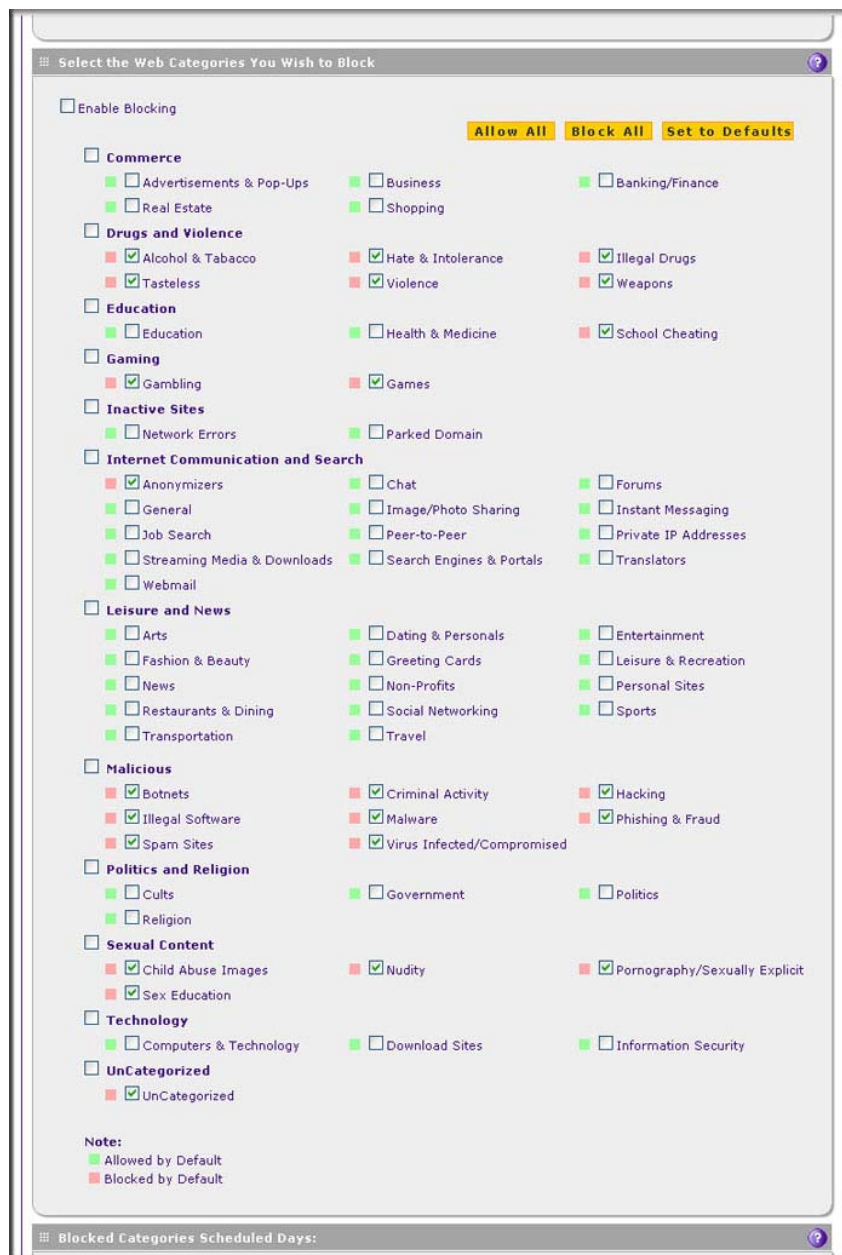 Select the Web Categories You Wish to Block ?
Enable Blocking
Allow All Block All Set to Defaults
Commerce
Advertisements & Pop-Ups Business Banking/Finance
Real Estate Shopping
Drugs and Violence
Alcohol & Tabacco Hate & Intolerance Illegal Drugs
Tasteless Violence Weapons
Education
Education Health & Medicine School Cheating
Gaming
Gambling Games
Inactive Sites
Network Errors Parked Domain
Internet Communication and Search
Anonymizers Chat Forums
General Image/Photo Sharing Instant Messaging
Job Search Peer-to-Peer Private IP Addresses
Streaming Media & Downloads Search Engines & Portals Translators
Webmail
Leisure and News
Arts Dating & Personals Entertainment
Fashion & Beauty Greeting Cards Leisure & Recreation
News Non-Profits Personal Sites
Restaurants & Dining Social Networking Sports
Transportation Travel
Malicious
Botnets Criminal Activity Hacking
Illegal Software Malware Phishing & Fraud
Spam Sites Virus Infected/Compromised
Politics and Religion
Cults Government Politics
Religion
Sexual Content
Child Abuse Images Nudity Pornography/Sexually Explicit
Sex Education
Technology
Computers & Technology Download Sites Information Security
UnCategorized
UnCategorized
Note:
Allowed by Default
Blocked by Default
Blocked Categories Scheduled Days: ?